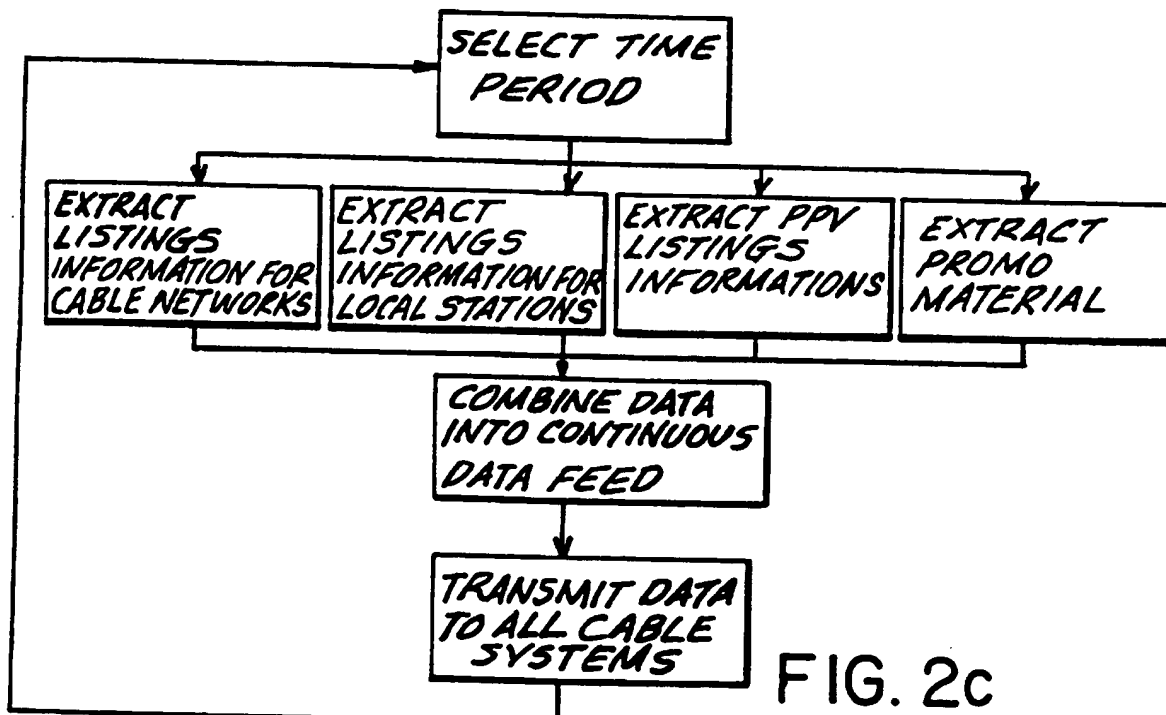 SELECT TIME
PERIOD
EXTRACT
LISTINGS
INFORMATION FOR
CABLE NETWORKS
EXTRACT
LISTINGS
INFORMATION FOR
LOCAL STATIONS
EXTRACT PPV
LISTINGS
INFORMATIONS
EXTRACT
PROMO
MATERIAL
COMBINE DATA
INTO CONTINUOUS
DATA FEED
TRANSMIT DATA
TO ALL CABLE
SYSTEMS
FIG. 2c